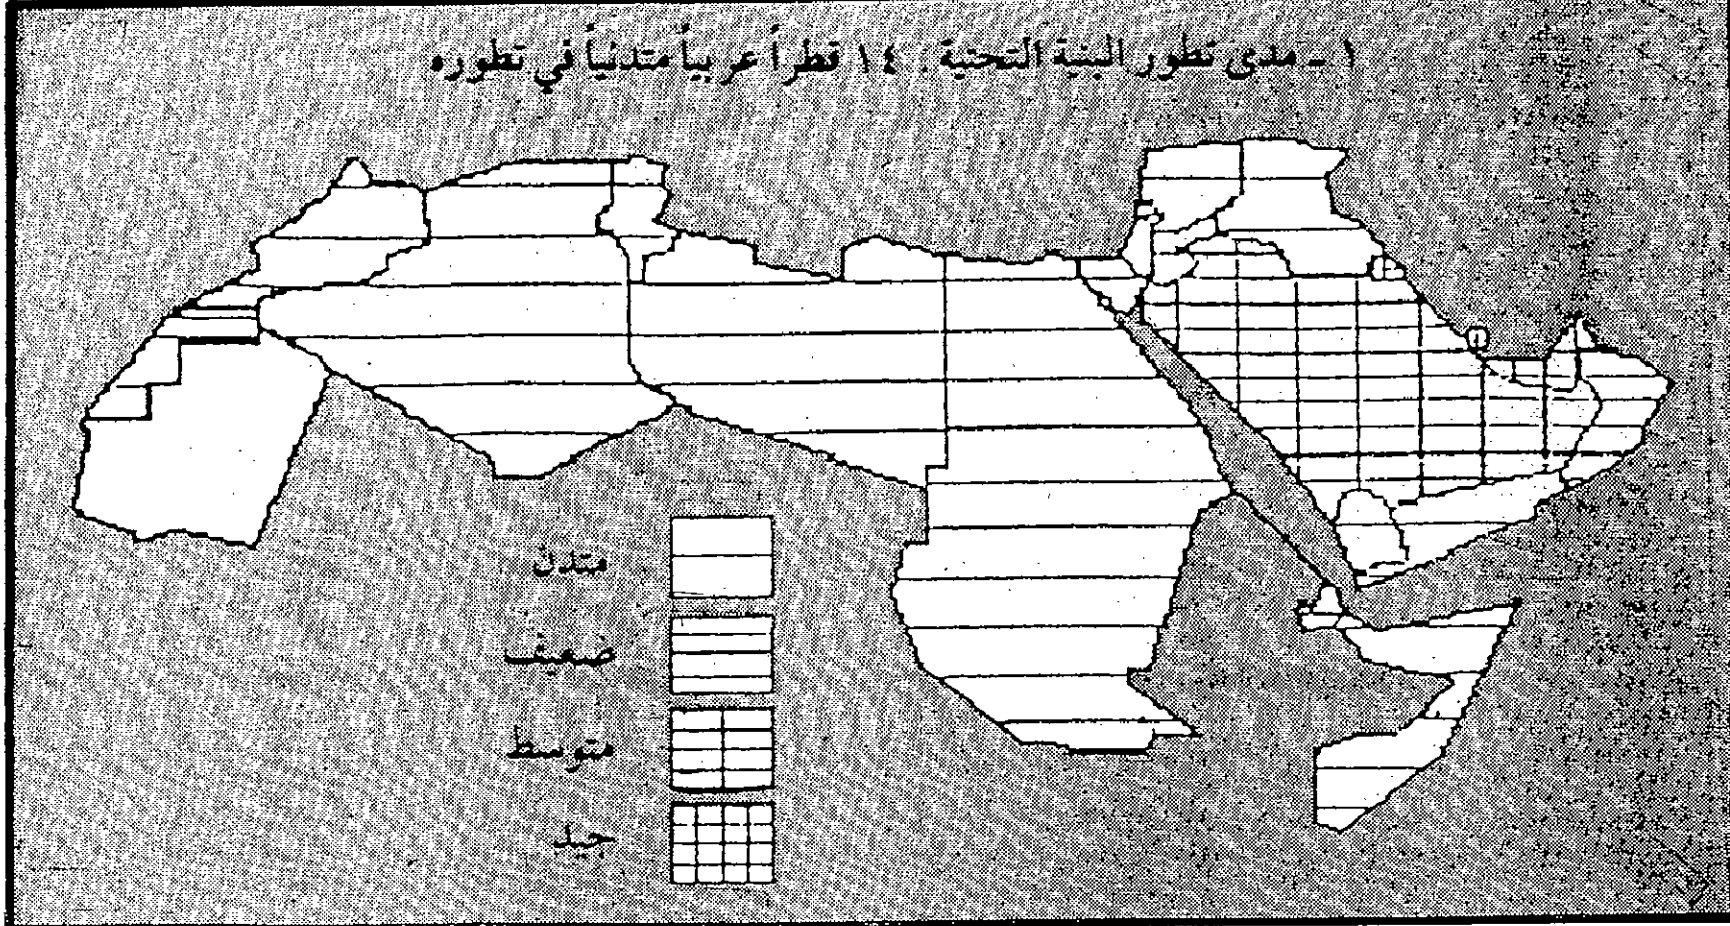 ١ - مدى تطور البنية التحتية . ١٤ قطراً عربياً متدنياً في تطوره
متدن
ضعيف
متوسط
جيد